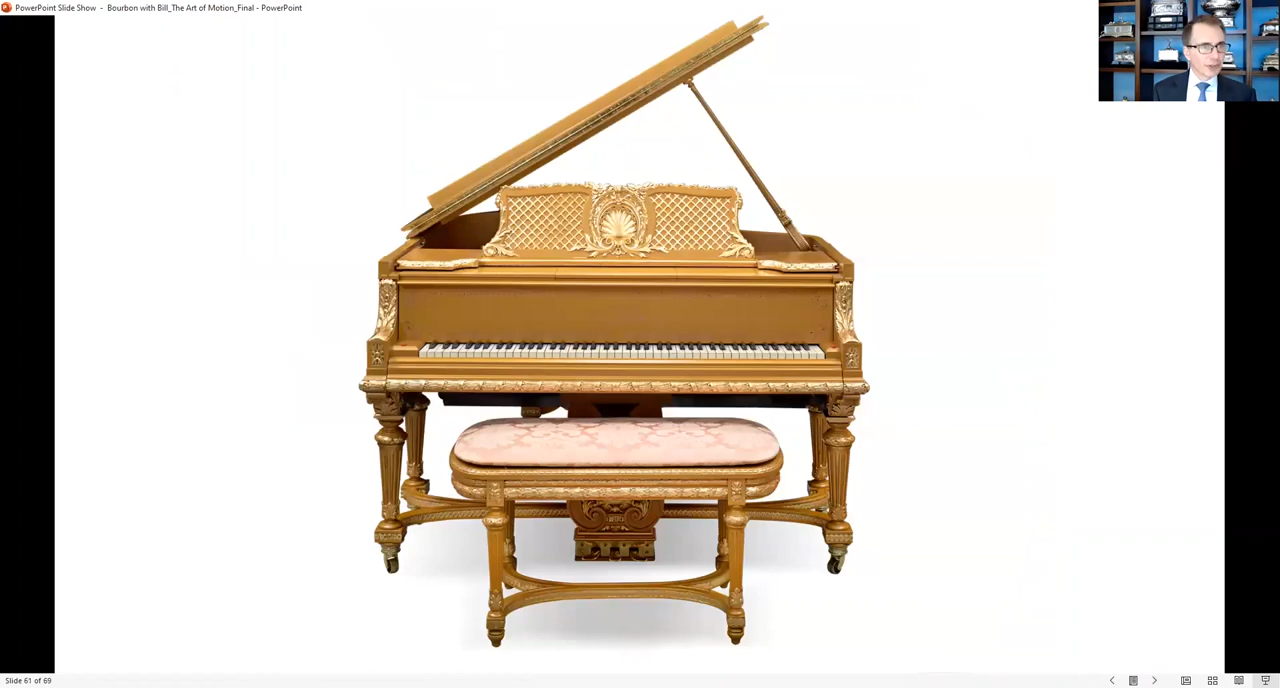 PowerPoint Slide Show - Bourbon with Bill_The Art of Motion_Final - PowerPoint
Slide 61 of 69